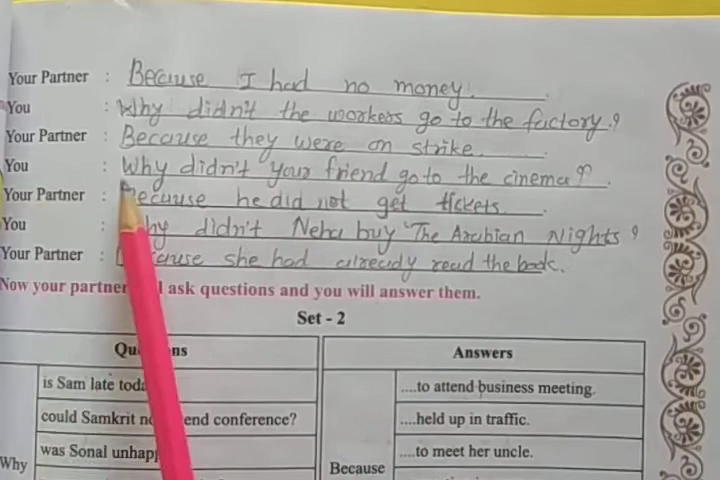 Your Partner : Because I had no money.
You : Why didn't the workers go to the factory?
Your Partner : Because they were on strike.
You : Why didn't your friend go to the cinema?
Your Partner : Because he did not get tickets.
You : Why didn't Neha buy 'The Arabian Nights?
Your Partner : Because she had already read the book.
Now your partner ask questions and you will answer them.
Set - 2
Answers
is Sam late
....to attend business meeting.
could Samkrit conference?
....held up in traffic.
was Sonal
....to meet her uncle.
Why
Because